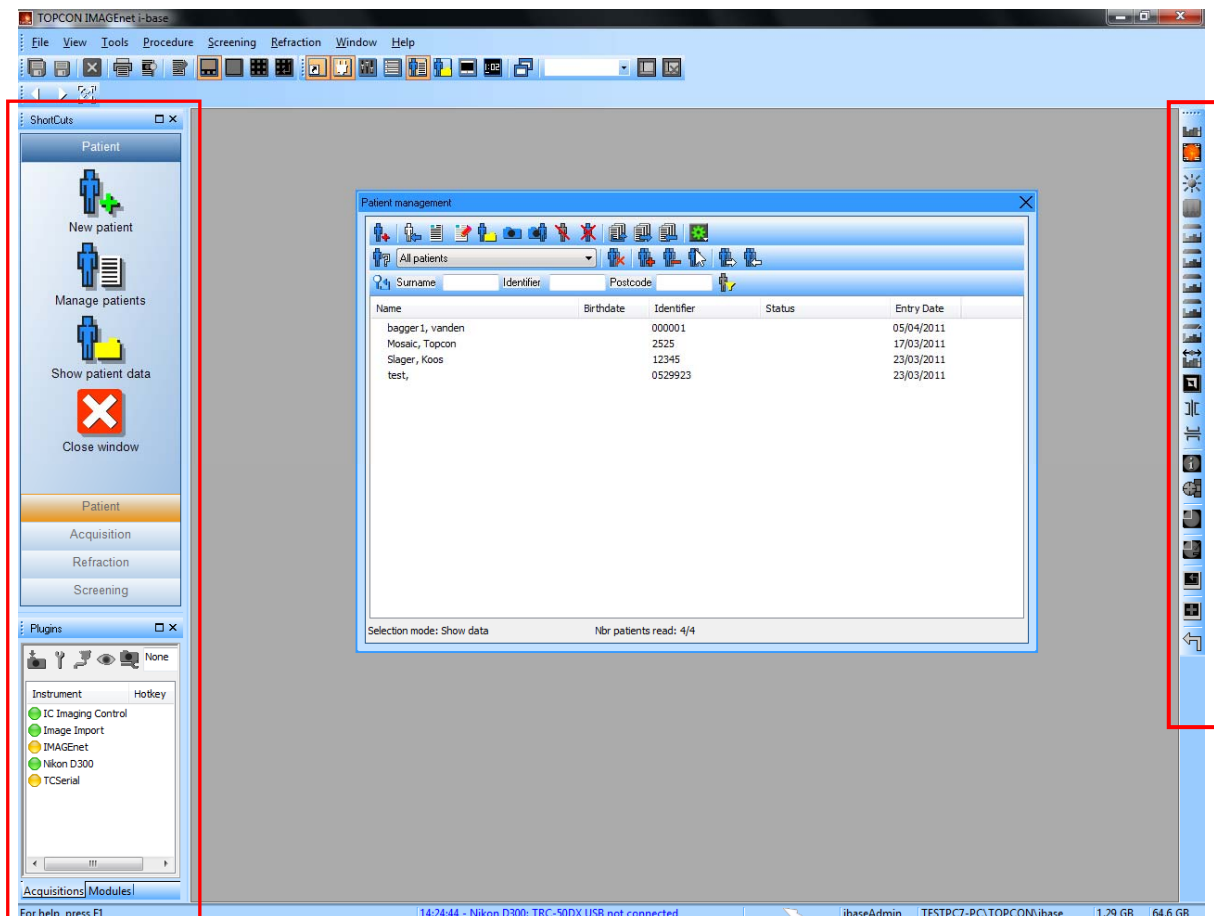 TOPCON IMAGEnet i-base
File View Tools Procedure Screening Refraction Window Help
1:02
ShortCuts
Patient
New patient
Manage patients
Show patient data
Close window
Patient
Acquisition
Refraction
Screening
Plugins
None
Instrument Hotkey
IC Imaging Control
Image Import
IMAGEnet
Nikon D300
TCSerial
Acquisitions Modules
Patient management
All patients
Surname Identifier Postcode
Name Birthdate Identifier Status Entry Date
bagger1, vanden 000001 05/04/2011
Mosaic, Topcon 2525 17/03/2011
Slager, Koos 12345 23/03/2011
test, 0529923 23/03/2011
Selection mode: Show data Nbr patients read: 4/4
For help, press F1 14:24:44 - Nikon D300: TRC-50DX USB not connected ibaseAdmin TESTPC7-PC\TOPCON\ibase 1.29 GB 64.6 GB